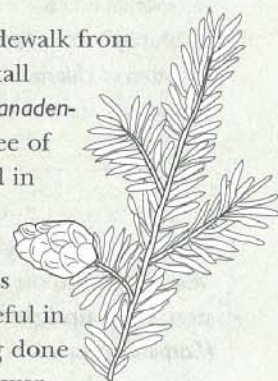 dewalk from
tall
anaden-
ee of
d in
s
eful in
g done